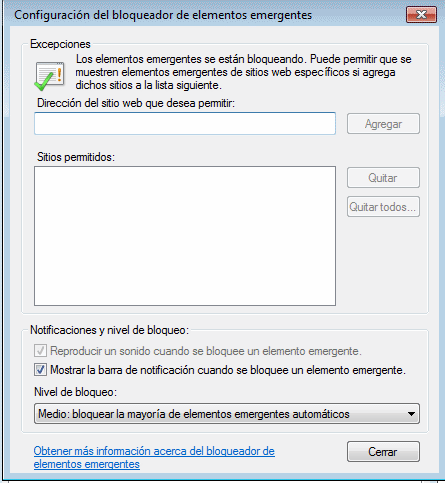 Configuración del bloqueador de elementos emergentes
Excepciones
Los elementos emergentes se están bloqueando. Puede permitir que se
muestren elementos emergentes de sitios web específicos si agrega
dichos sitios a la lista siguiente.
Dirección del sitio web que desea permitir:
Agregar
Sitios permitidos:
Quitar
Quitar todos...
Notificaciones y nivel de bloqueo:
Reproducir un sonido cuando se bloquee un elemento emergente.
Mostrar la barra de notificación cuando se bloquee un elemento emergente.
Nivel de bloqueo:
Medio: bloquear la mayoría de elementos emergentes automáticos
Obtener más información acerca del bloqueador de
elementos emergentes
Cerrar